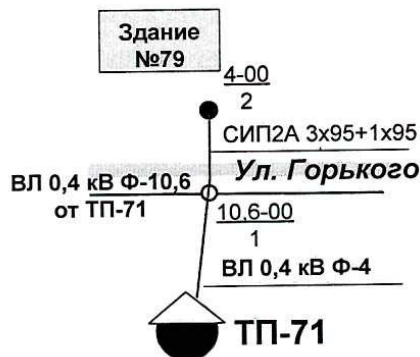 Здание
№79
4-00
2
СИП2А 3х95+1х95
Ул. Горького
ВЛ 0,4 кВ Ф-10,6
от ТП-71
10,6-00
1
ВЛ 0,4 кВ Ф-4
ТП-71